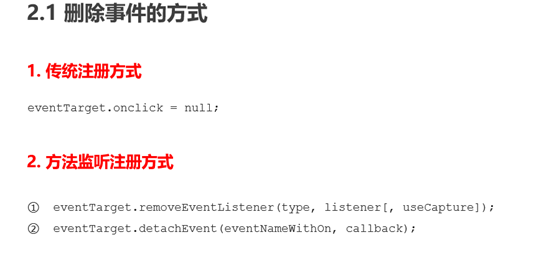 2.1 删除事件的方式
1. 传统注册方式
eventTarget.onclick = null;
2. 方法监听注册方式
① eventTarget.removeEventListener(type, listener[, useCapture]);
② eventTarget.detachEvent(eventNameWithOn, callback);